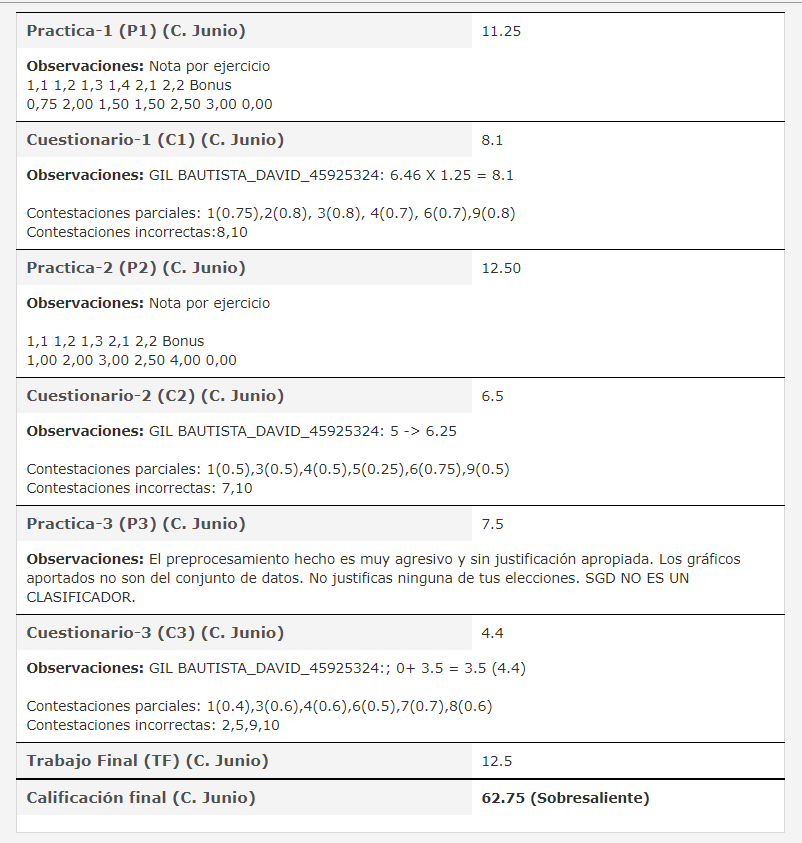 Practica-1 (P1) (C. Junio) 11.25
Observaciones: Nota por ejercicio
1,1 1,2 1,3 1,4 2,1 2,2 Bonus
0,75 2,00 1,50 1,50 2,50 3,00 0,00
Cuestionario-1 (C1) (C. Junio) 8.1
Observaciones: GIL BAUTISTA_DAVID_45925324: 6.46 X 1.25 = 8.1
Contestaciones parciales: 1(0.75),2(0.8), 3(0.8), 4(0.7), 6(0.7),9(0.8)
Contestaciones incorrectas:8,10
Practica-2 (P2) (C. Junio) 12.50
Observaciones: Nota por ejercicio
1,1 1,2 1,3 2,1 2,2 Bonus
1,00 2,00 3,00 2,50 4,00 0,00
Cuestionario-2 (C2) (C. Junio) 6.5
Observaciones: GIL BAUTISTA_DAVID_45925324: 5 -> 6.25
Contestaciones parciales: 1(0.5),3(0.5),4(0.5),5(0.25),6(0.75),9(0.5)
Contestaciones incorrectas: 7,10
Practica-3 (P3) (C. Junio) 7.5
Observaciones: El preprocesamiento hecho es muy agresivo y sin justificación apropiada. Los gráficos
aportados no son del conjunto de datos. No justificas ninguna de tus elecciones. SGD NO ES UN
CLASIFICADOR.
Cuestionario-3 (C3) (C. Junio) 4.4
Observaciones: GIL BAUTISTA_DAVID_45925324:; 0+ 3.5 = 3.5 (4.4)
Contestaciones parciales: 1(0.4),3(0.6),4(0.6),6(0.5),7(0.7),8(0.6)
Contestaciones incorrectas: 2,5,9,10
Trabajo Final (TF) (C. Junio) 12.5
Calificación final (C. Junio) 62.75 (Sobresaliente)